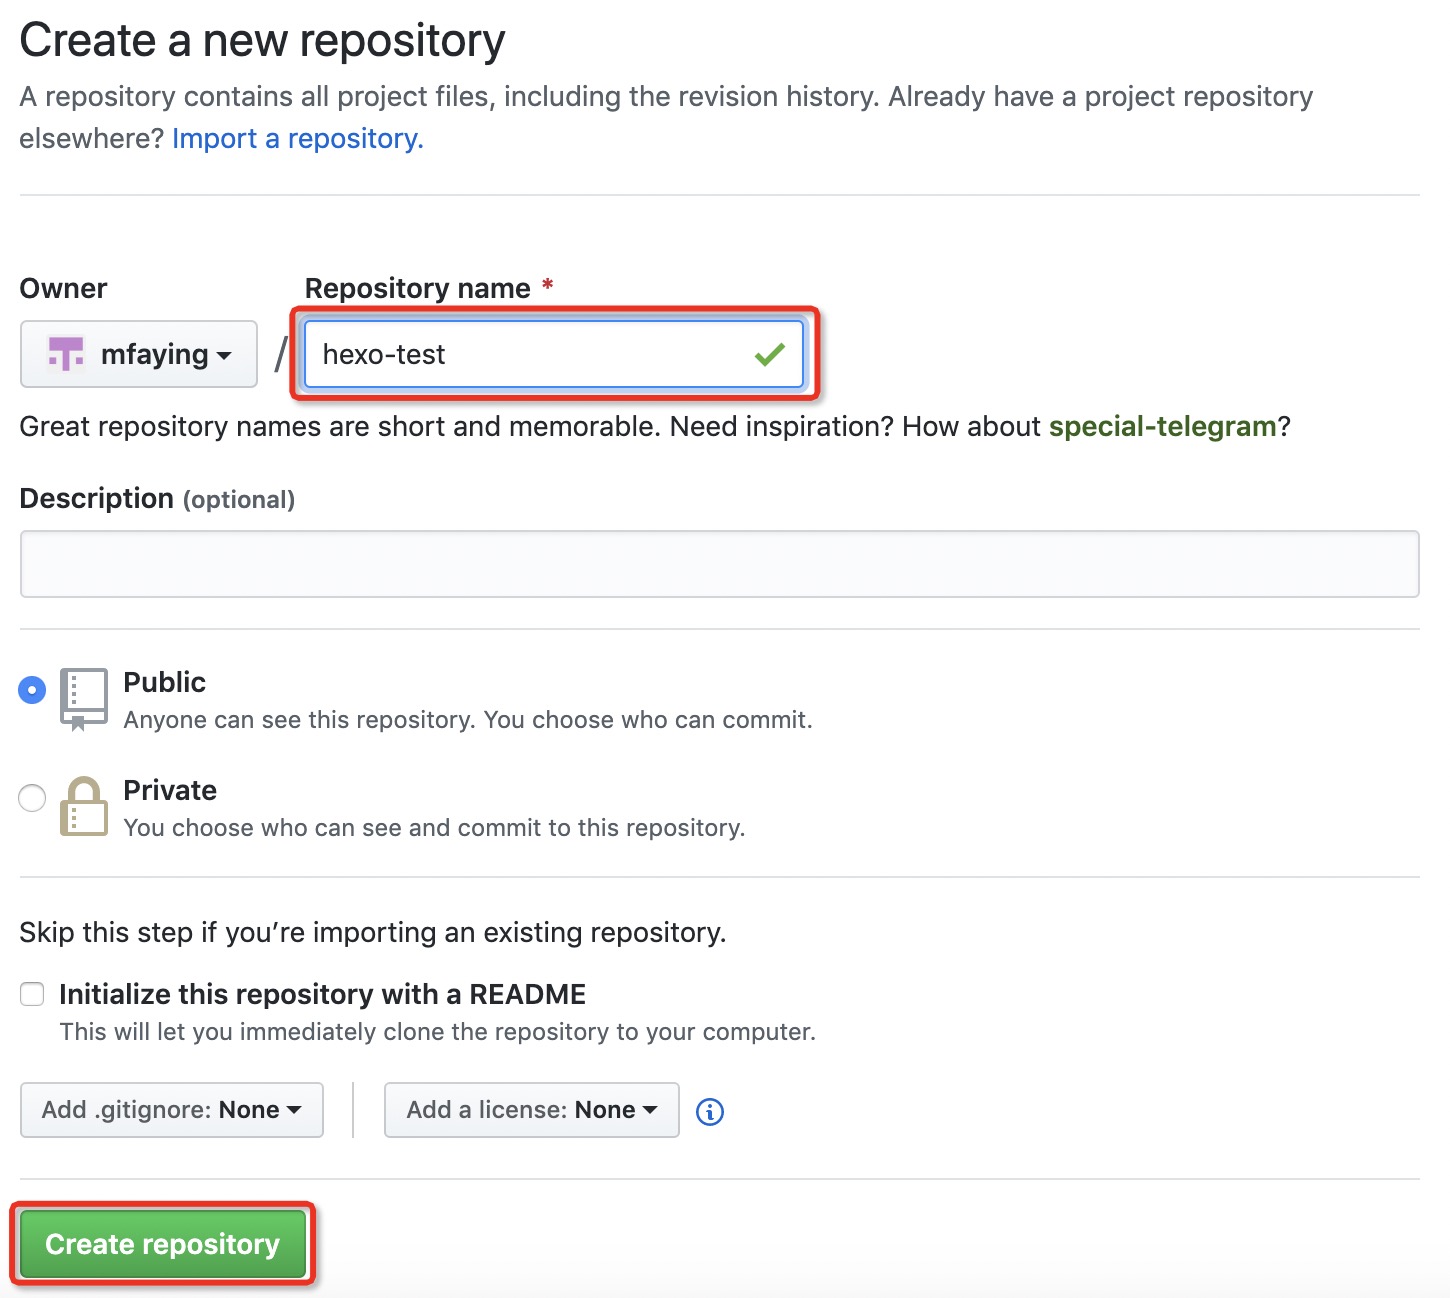 Create a new repository
A repository contains all project files, including the revision history. Already have a project repository
elsewhere? Import a repository.
Owner
Repository name *
mfaying
/
hexo-test
Great repository names are short and memorable. Need inspiration? How about special-telegram?
Description (optional)
Public
Anyone can see this repository. You choose who can commit.
Private
You choose who can see and commit to this repository.
Skip this step if you’re importing an existing repository.
Initialize this repository with a README
This will let you immediately clone the repository to your computer.
Add .gitignore: None
Add a license: None
Create repository